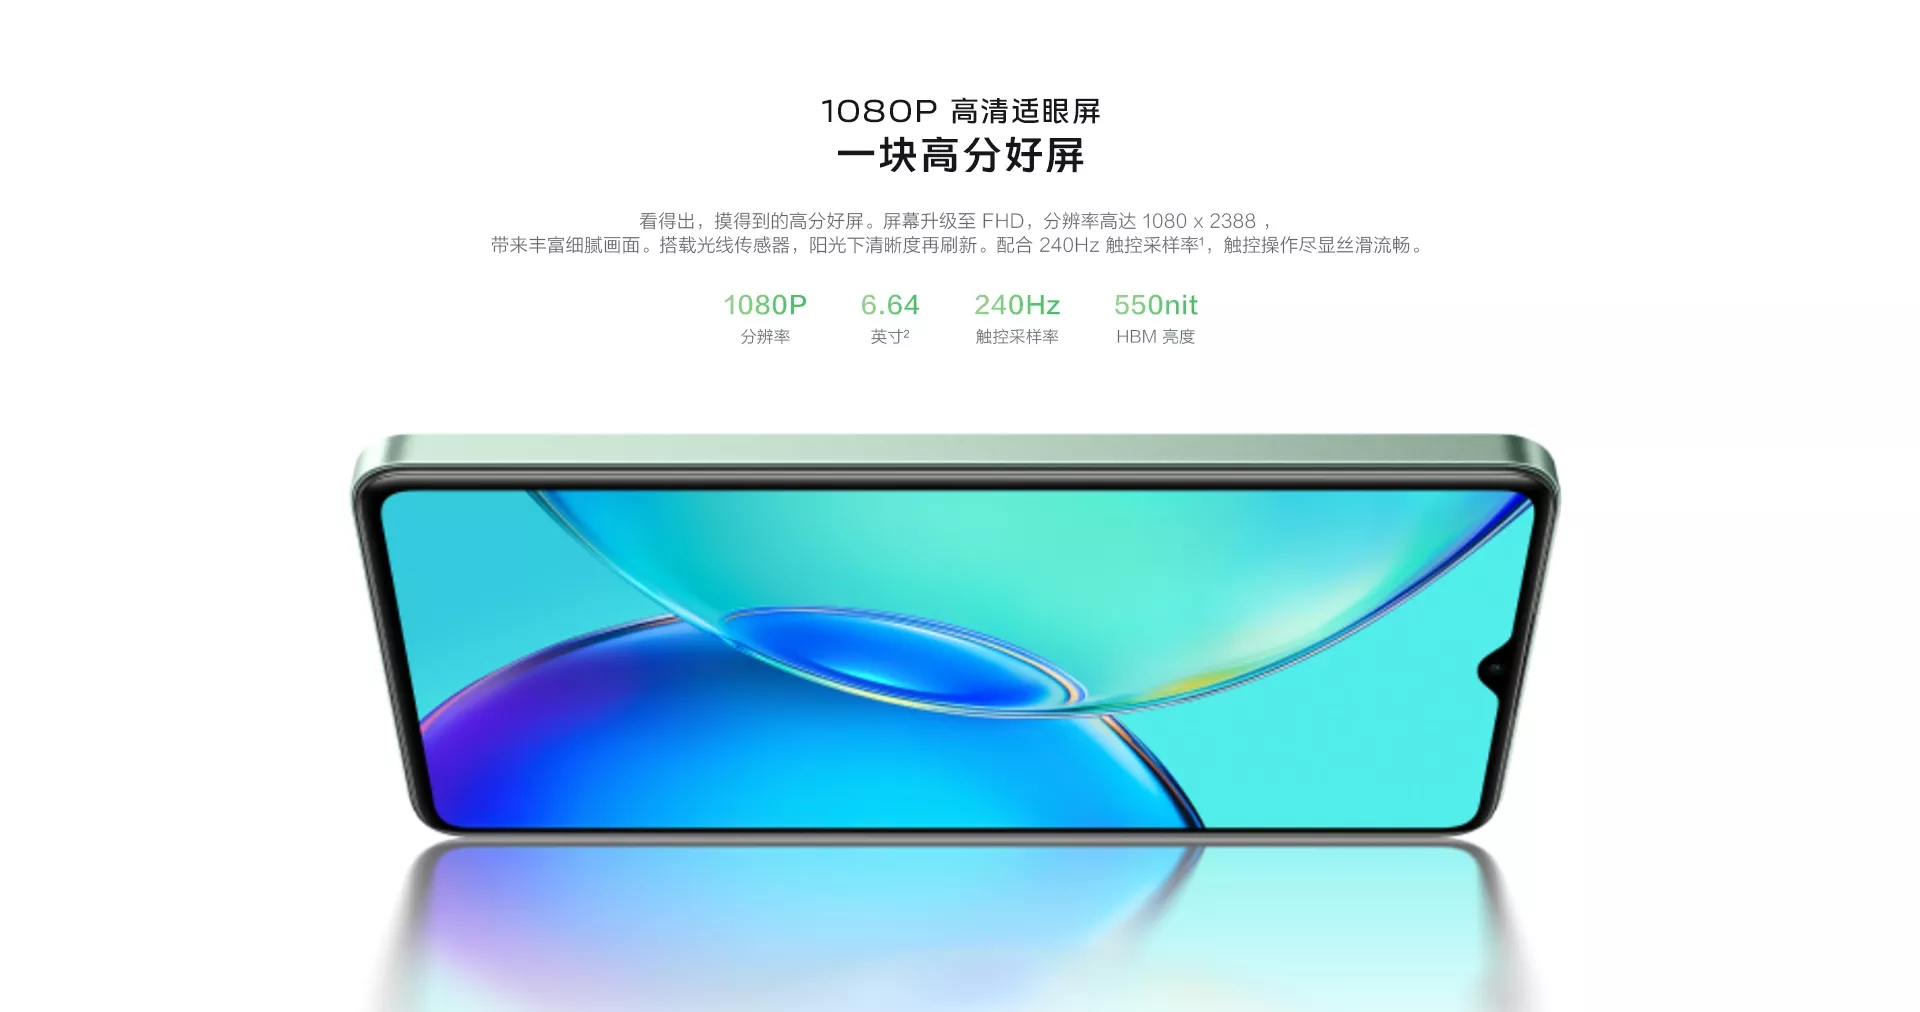 1080P 高清适眼屏
一块高分好屏
看得出，摸得到的高分好屏。屏幕升级至 FHD，分辨率高达 1080 x 2388 ，
带来丰富细腻画面。搭载光线传感器，阳光下清晰度再刷新。配合 240Hz 触控采样率¹，触控操作尽显丝滑流畅。
1080P 6.64 240Hz 550nit
分辨率 英寸² 触控采样率 HBM 亮度